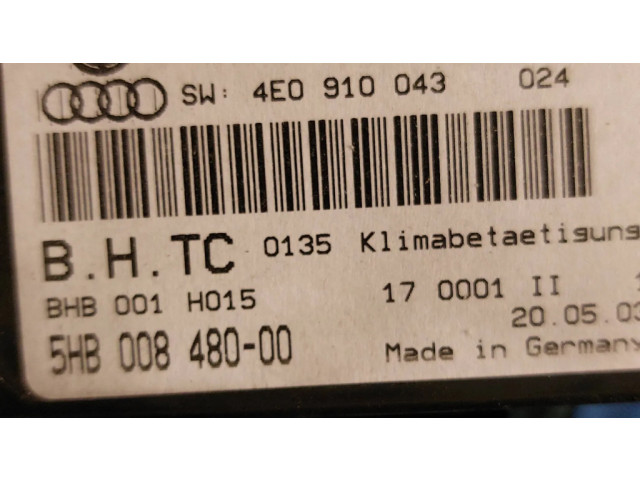 SW: 4E0 910 043 024
B.H.TC 0135 Klimabetaetigung
BHB 001 H015 17 0001 II
20.05.03
5HB 008 480-00 Made in Germany